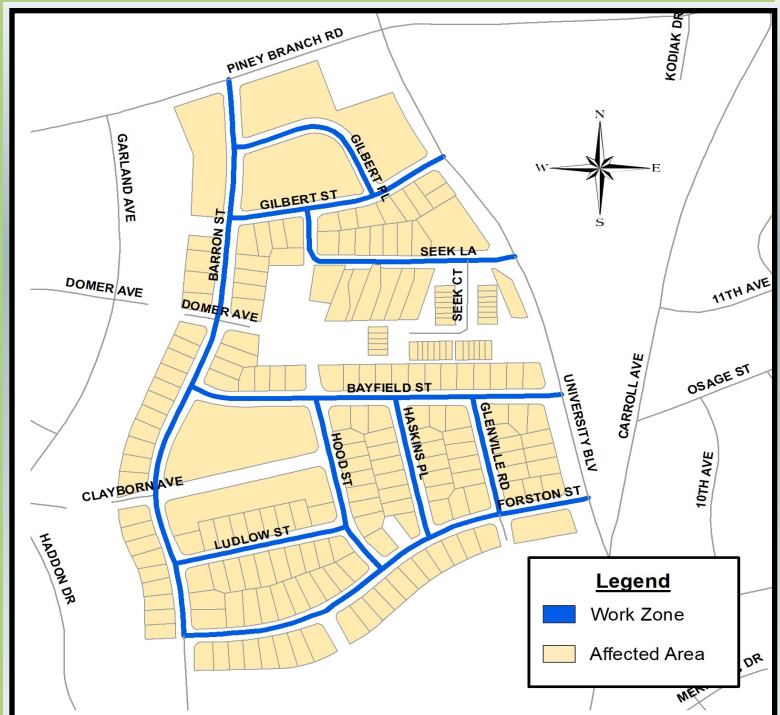 PINEY BRANCH RD
KODIAK DR
GARLAND AVE
GILBERT PL
N
W
E
S
GILBERT ST
BARRON ST
SEEK LA
DOMER AVE
SEEK CT
11TH AVE
DOMER AVE
CARROLL AVE
OSAGE ST
BAYFIELD ST
UNIVERSITY BLV
HOOD ST
HASKINS PL
GLENVILLE RD
10TH AVE
CLAYBORN AVE
FORSTON ST
LUDLOW ST
HADDON DR
Legend
Work Zone
Affected Area
DR